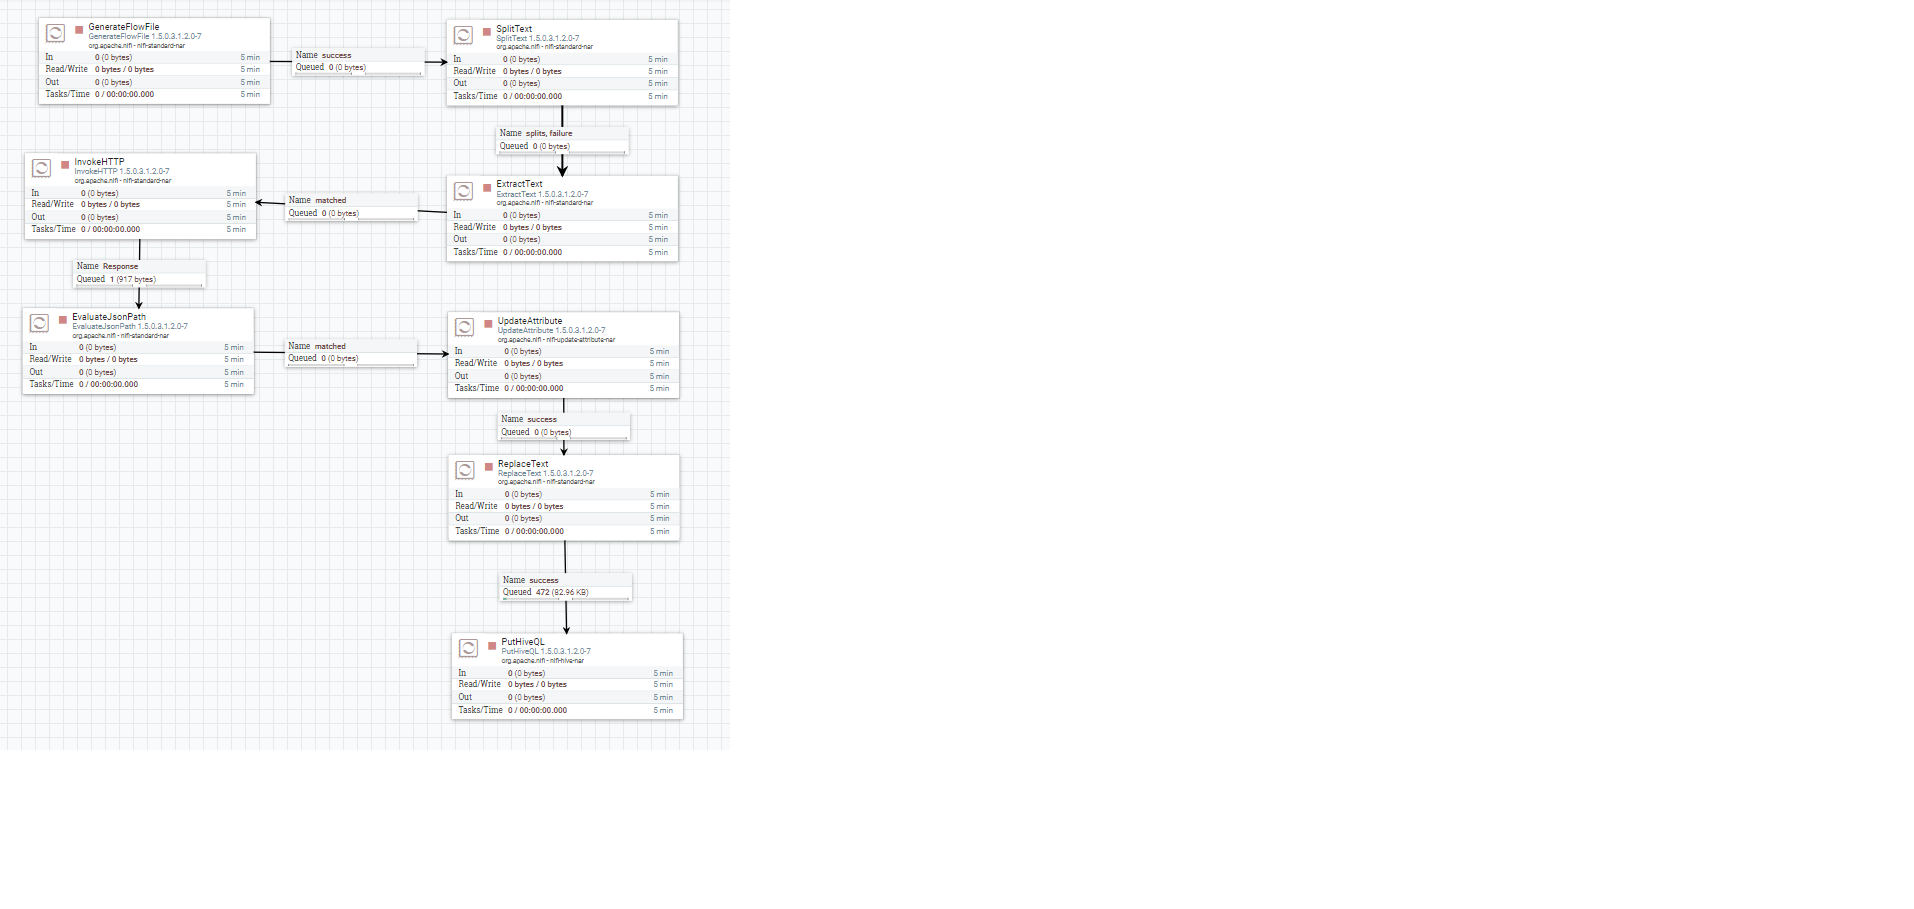 GenerateFlowFile
GenerateFlowFile 1.5.0.3.1.2.0-7
org.apache.nifi - nifi-standard-nar
In 0 (0 bytes) 5 min
Read/Write 0 bytes / 0 bytes 5 min
Out 0 (0 bytes) 5 min
Tasks/Time 0 / 00:00:00.000 5 min
Name success
Queued 0 (0 bytes)
SplitText
SplitText 1.5.0.3.1.2.0-7
org.apache.nifi - nifi-standard-nar
In 0 (0 bytes) 5 min
Read/Write 0 bytes / 0 bytes 5 min
Out 0 (0 bytes) 5 min
Tasks/Time 0 / 00:00:00.000 5 min
Name splits, failure
Queued 0 (0 bytes)
ExtractText
ExtractText 1.5.0.3.1.2.0-7
org.apache.nifi - nifi-standard-nar
In 0 (0 bytes) 5 min
Read/Write 0 bytes / 0 bytes 5 min
Out 0 (0 bytes) 5 min
Tasks/Time 0 / 00:00:00.000 5 min
Name matched
Queued 0 (0 bytes)
InvokeHTTP
InvokeHTTP 1.5.0.3.1.2.0-7
org.apache.nifi - nifi-standard-nar
In 0 (0 bytes) 5 min
Read/Write 0 bytes / 0 bytes 5 min
Out 0 (0 bytes) 5 min
Tasks/Time 0 / 00:00:00.000 5 min
Name Response
Queued 1 (917 bytes)
EvaluateJsonPath
EvaluateJsonPath 1.5.0.3.1.2.0-7
org.apache.nifi - nifi-standard-nar
In 0 (0 bytes) 5 min
Read/Write 0 bytes / 0 bytes 5 min
Out 0 (0 bytes) 5 min
Tasks/Time 0 / 00:00:00.000 5 min
Name matched
Queued 0 (0 bytes)
UpdateAttribute
UpdateAttribute 1.5.0.3.1.2.0-7
org.apache.nifi - nifi-update-attribute-nar
In 0 (0 bytes) 5 min
Read/Write 0 bytes / 0 bytes 5 min
Out 0 (0 bytes) 5 min
Tasks/Time 0 / 00:00:00.000 5 min
Name success
Queued 0 (0 bytes)
ReplaceText
ReplaceText 1.5.0.3.1.2.0-7
org.apache.nifi - nifi-standard-nar
In 0 (0 bytes) 5 min
Read/Write 0 bytes / 0 bytes 5 min
Out 0 (0 bytes) 5 min
Tasks/Time 0 / 00:00:00.000 5 min
Name success
Queued 472 (82.96 KB)
PutHiveQL
PutHiveQL 1.5.0.3.1.2.0-7
org.apache.nifi - nifi-hive-nar
In 0 (0 bytes) 5 min
Read/Write 0 bytes / 0 bytes 5 min
Out 0 (0 bytes) 5 min
Tasks/Time 0 / 00:00:00.000 5 min